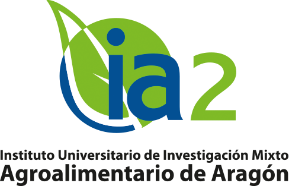 ia2
Instituto Universitario de Investigación Mixto
Agroalimentario de Aragón